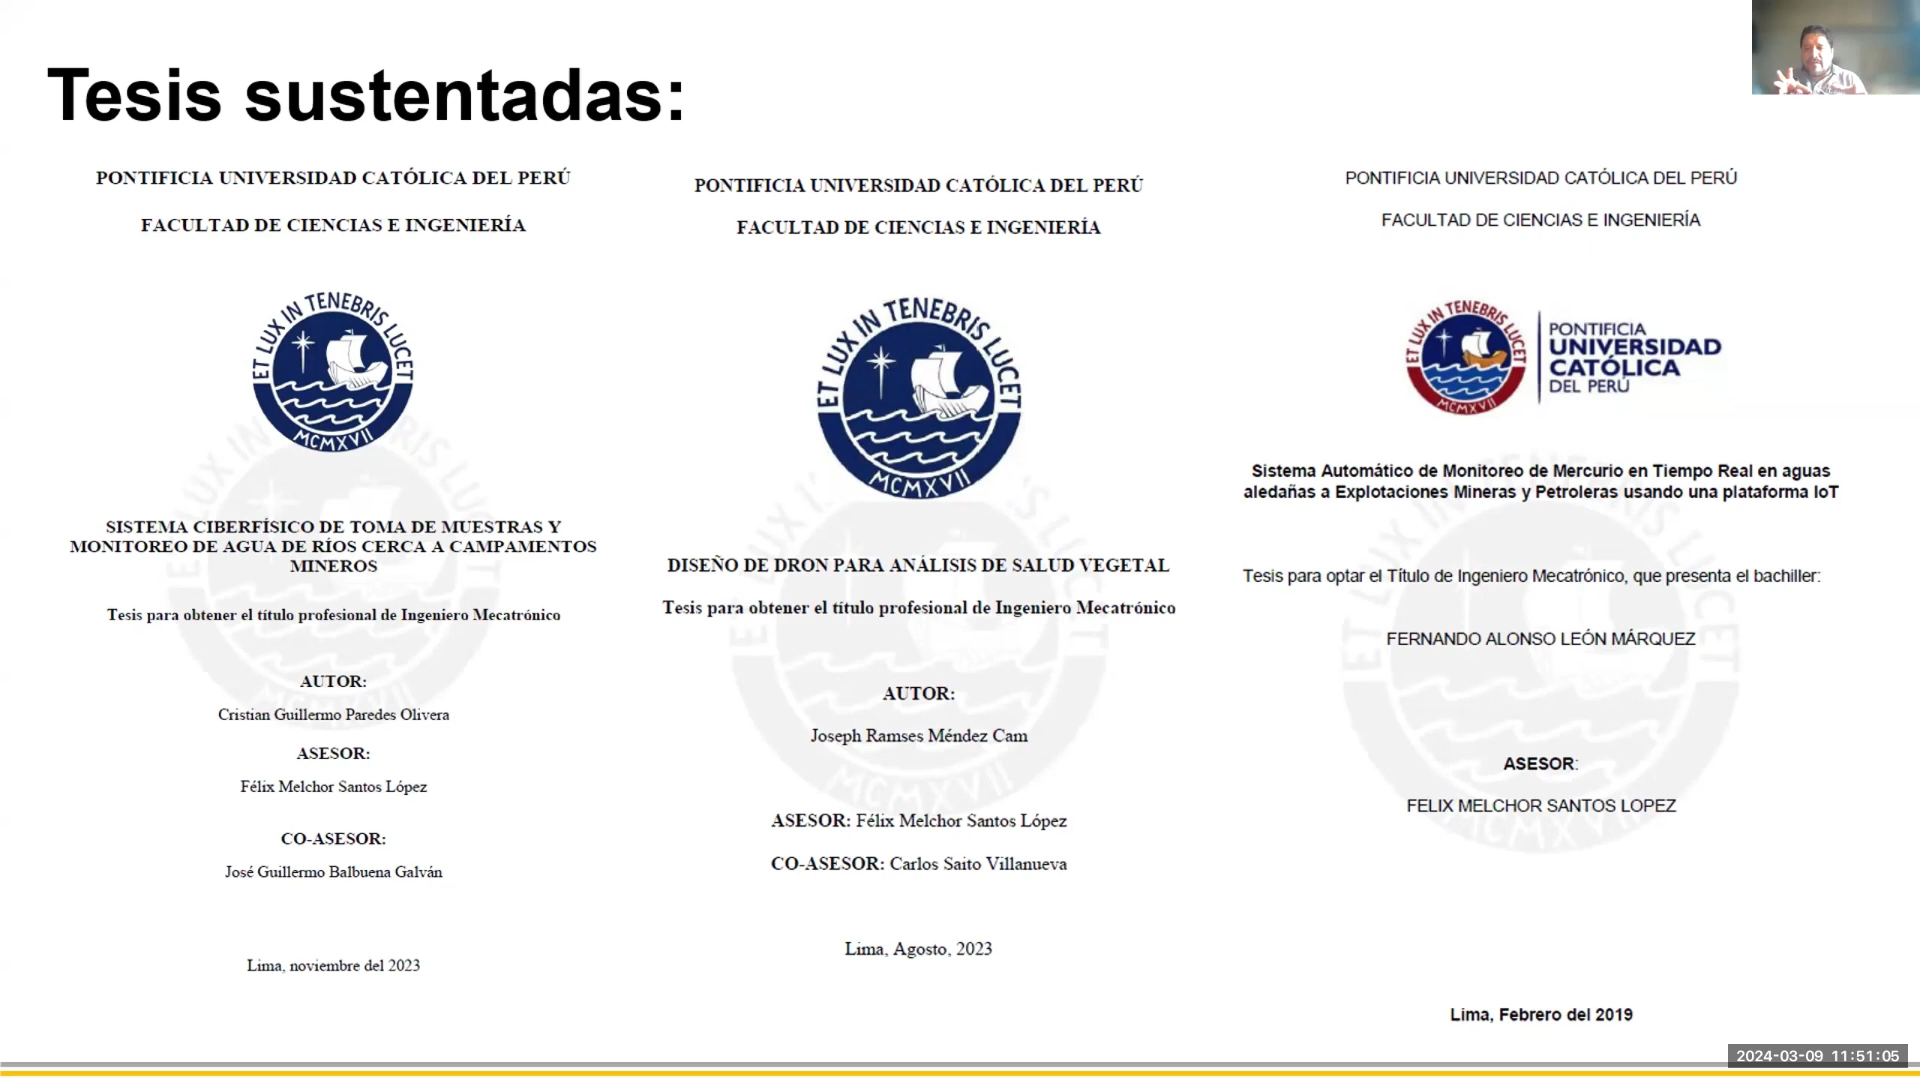 Tesis sustentadas:
PONTIFICIA UNIVERSIDAD CATÓLICA DEL PERÚ
FACULTAD DE CIENCIAS E INGENIERÍA
ET LUX IN TENEBRIS LUCET
MCMXVII
SISTEMA CIBERFÍSICO DE TOMA DE MUESTRAS Y
MONITOREO DE AGUA DE RÍOS CERCA A CAMPAMENTOS
MINEROS
Tesis para obtener el título profesional de Ingeniero Mecatrónico
AUTOR:
Cristian Guillermo Paredes Olivera
ASESOR:
Félix Melchor Santos López
CO-ASESOR:
José Guillermo Balbuena Galván
Lima, noviembre del 2023
PONTIFICIA UNIVERSIDAD CATÓLICA DEL PERÚ
FACULTAD DE CIENCIAS E INGENIERÍA
ET LUX IN TENEBRIS LUCET
MCMXVII
DISEÑO DE DRON PARA ANÁLISIS DE SALUD VEGETAL
Tesis para obtener el título profesional de Ingeniero Mecatrónico
AUTOR:
Joseph Ramses Méndez Cam
ASESOR: Félix Melchor Santos López
CO-ASESOR: Carlos Saito Villanueva
Lima, Agosto, 2023
PONTIFICIA UNIVERSIDAD CATÓLICA DEL PERÚ
FACULTAD DE CIENCIAS E INGENIERÍA
ET LUX IN TENEBRIS LUCET
MCMXVII
PONTIFICIA
UNIVERSIDAD
CATÓLICA
DEL PERÚ
Sistema Automático de Monitoreo de Mercurio en Tiempo Real en aguas
aledañas a Explotaciones Mineras y Petroleras usando una plataforma IoT
Tesis para optar el Título de Ingeniero Mecatrónico, que presenta el bachiller:
FERNANDO ALONSO LEÓN MÁRQUEZ
ASESOR:
FELIX MELCHOR SANTOS LOPEZ
Lima, Febrero del 2019
2024-03-09 11:51:05